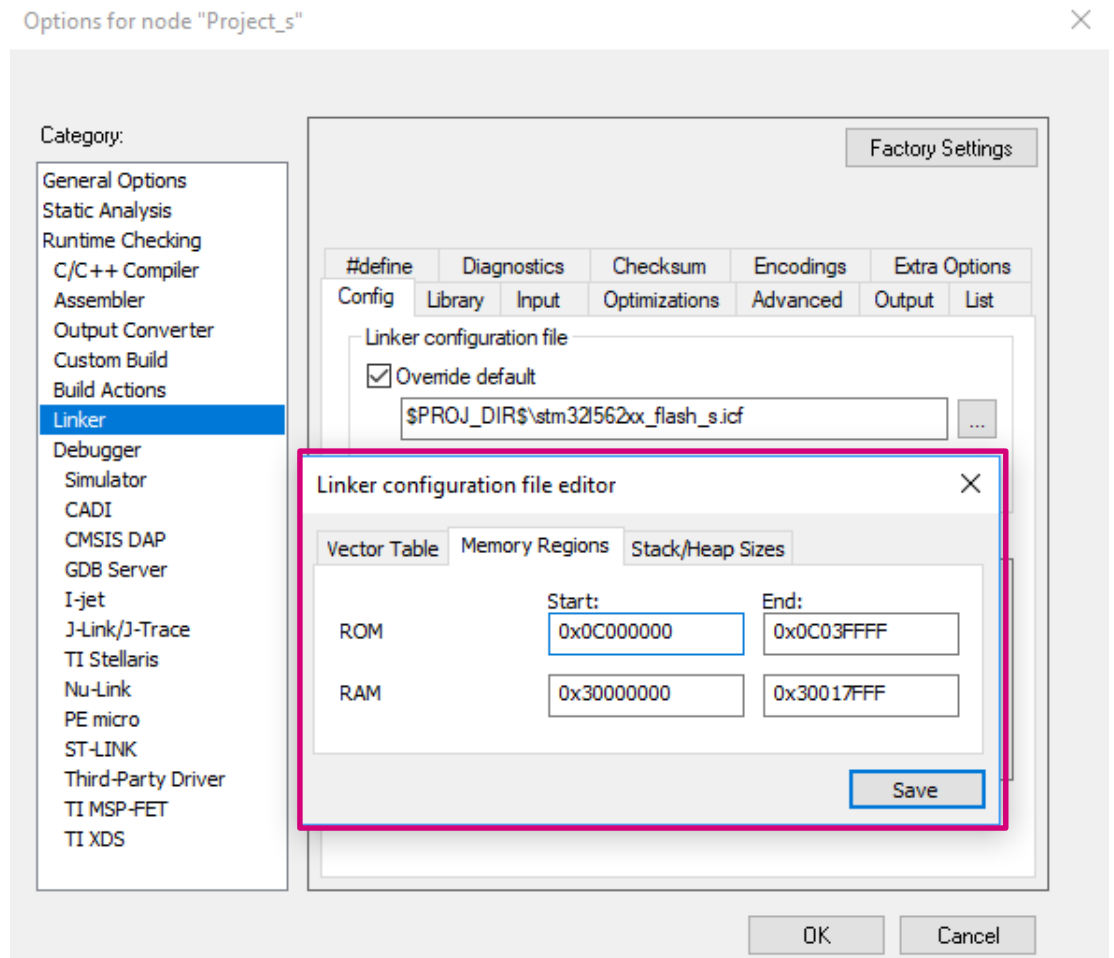 Options for node "Project_s"
Category:
Factory Settings
General Options
Static Analysis
Runtime Checking
C/C++ Compiler
Assembler
Output Converter
Custom Build
Build Actions
Linker
Debugger
Simulator
CADI
CMSIS DAP
GDB Server
I-jet
J-Link/J-Trace
TI Stellaris
Nu-Link
PE micro
ST-LINK
Third-Party Driver
TI MSP-FET
TI XDS
#define Diagnostics Checksum Encodings Extra Options
Config Library Input Optimizations Advanced Output List
Linker configuration file
Override default
$PROJ_DIR$\stm32l562xx_flash_s.icf
...
Linker configuration file editor
Vector Table Memory Regions Stack/Heap Sizes
Start: End:
ROM 0x0C000000 0x0C03FFFF
RAM 0x30000000 0x30017FFF
Save
OK Cancel